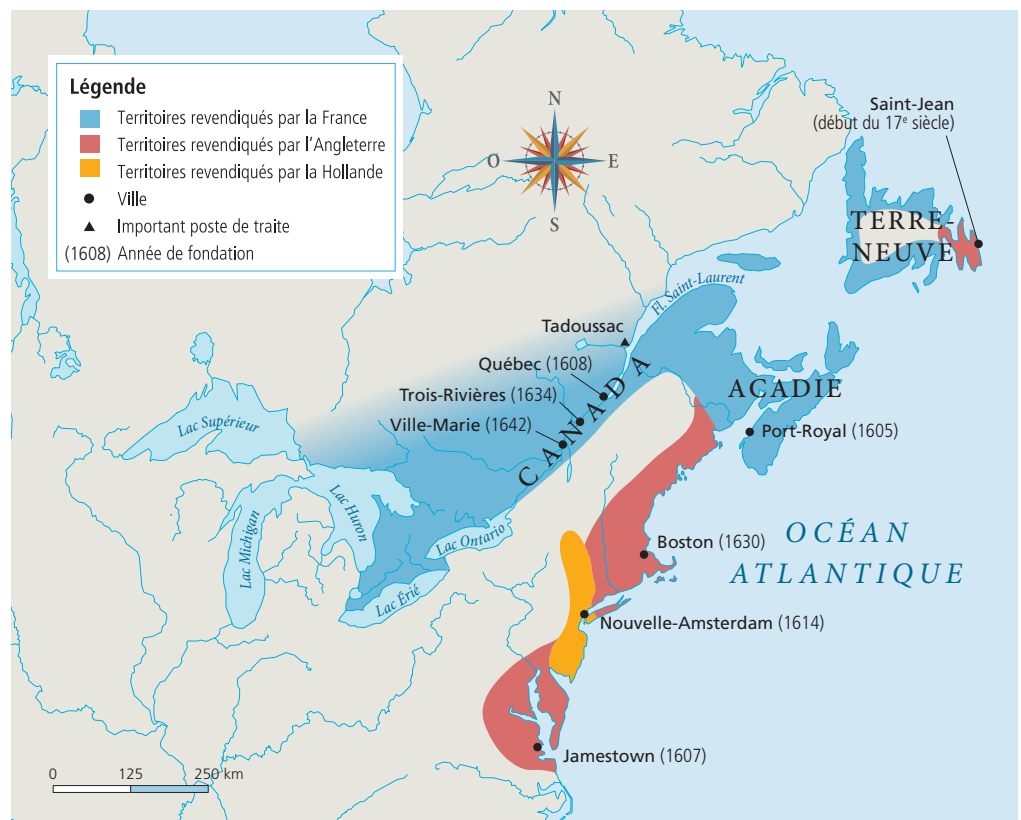 Légende
Territoires revendiqués par la France
Territoires revendiqués par l'Angleterre
Territoires revendiqués par la Hollande
Ville
Important poste de traite
(1608) Année de fondation
N
O
E
S
Saint-Jean
(début du 17e siècle)
TERRE-
NEUVE
Fl. Saint-Laurent
Tadoussac
Québec (1608)
Trois-Rivières (1634)
Ville-Marie (1642)
CANADA
ACADIE
Port-Royal (1605)
Lac Supérieur
Lac Michigan
Lac Huron
Lac Ontario
Lac Érié
Boston (1630)
OCÉAN
ATLANTIQUE
Nouvelle-Amsterdam (1614)
Jamestown (1607)
0 125 250 km